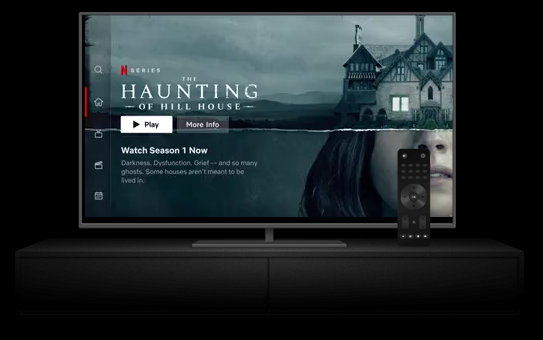 N SERIES
THE
HAUNTING
OF HILL HOUSE
Play
More Info
Watch Season 1 Now
Darkness. Dysfunction. Grief -- and so many
ghosts. Some houses aren't meant to be
lived in.